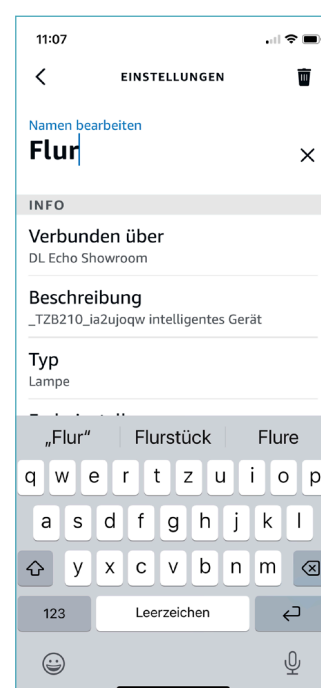 11:07
EINSTELLUNGEN
Namen bearbeiten
Flur
INFO
Verbunden über
DL Echo Showroom
Beschreibung
_TZB210_ia2ujoqw intelligentes Gerät
Typ
Lampe
„Flur“ Flurstück Flure
q w e r t z u i o p
a s d f g h j k l
y x c v b n m
123 Leerzeichen